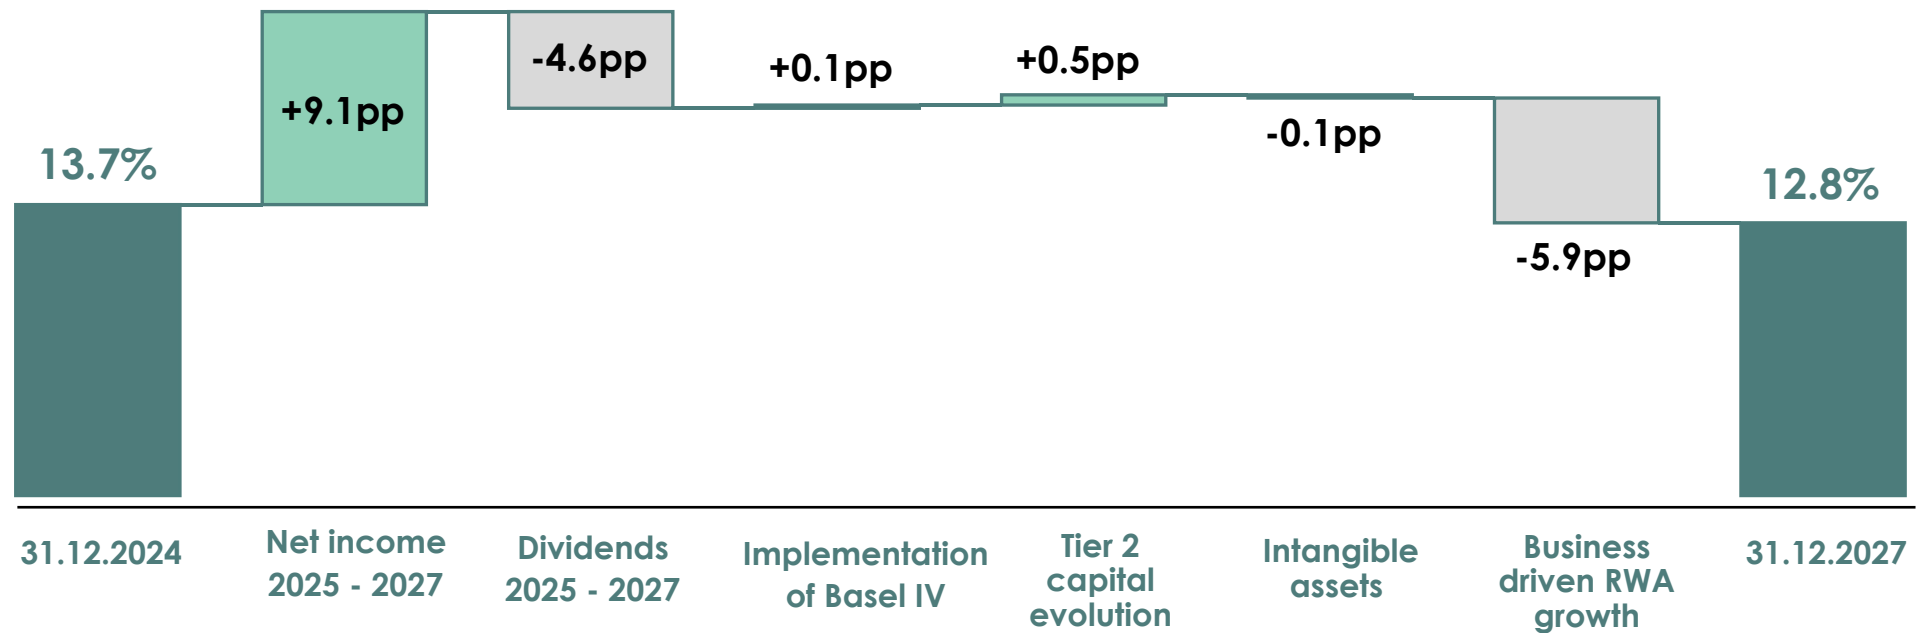 13.7%
+9.1pp
-4.6pp
+0.1pp
+0.5pp
-0.1pp
-5.9pp
12.8%
31.12.2024
Net income
2025 - 2027
Dividends
2025 - 2027
Implementation
of Basel IV
Tier 2
capital
evolution
Intangible
assets
Business
driven RWA
growth
31.12.2027